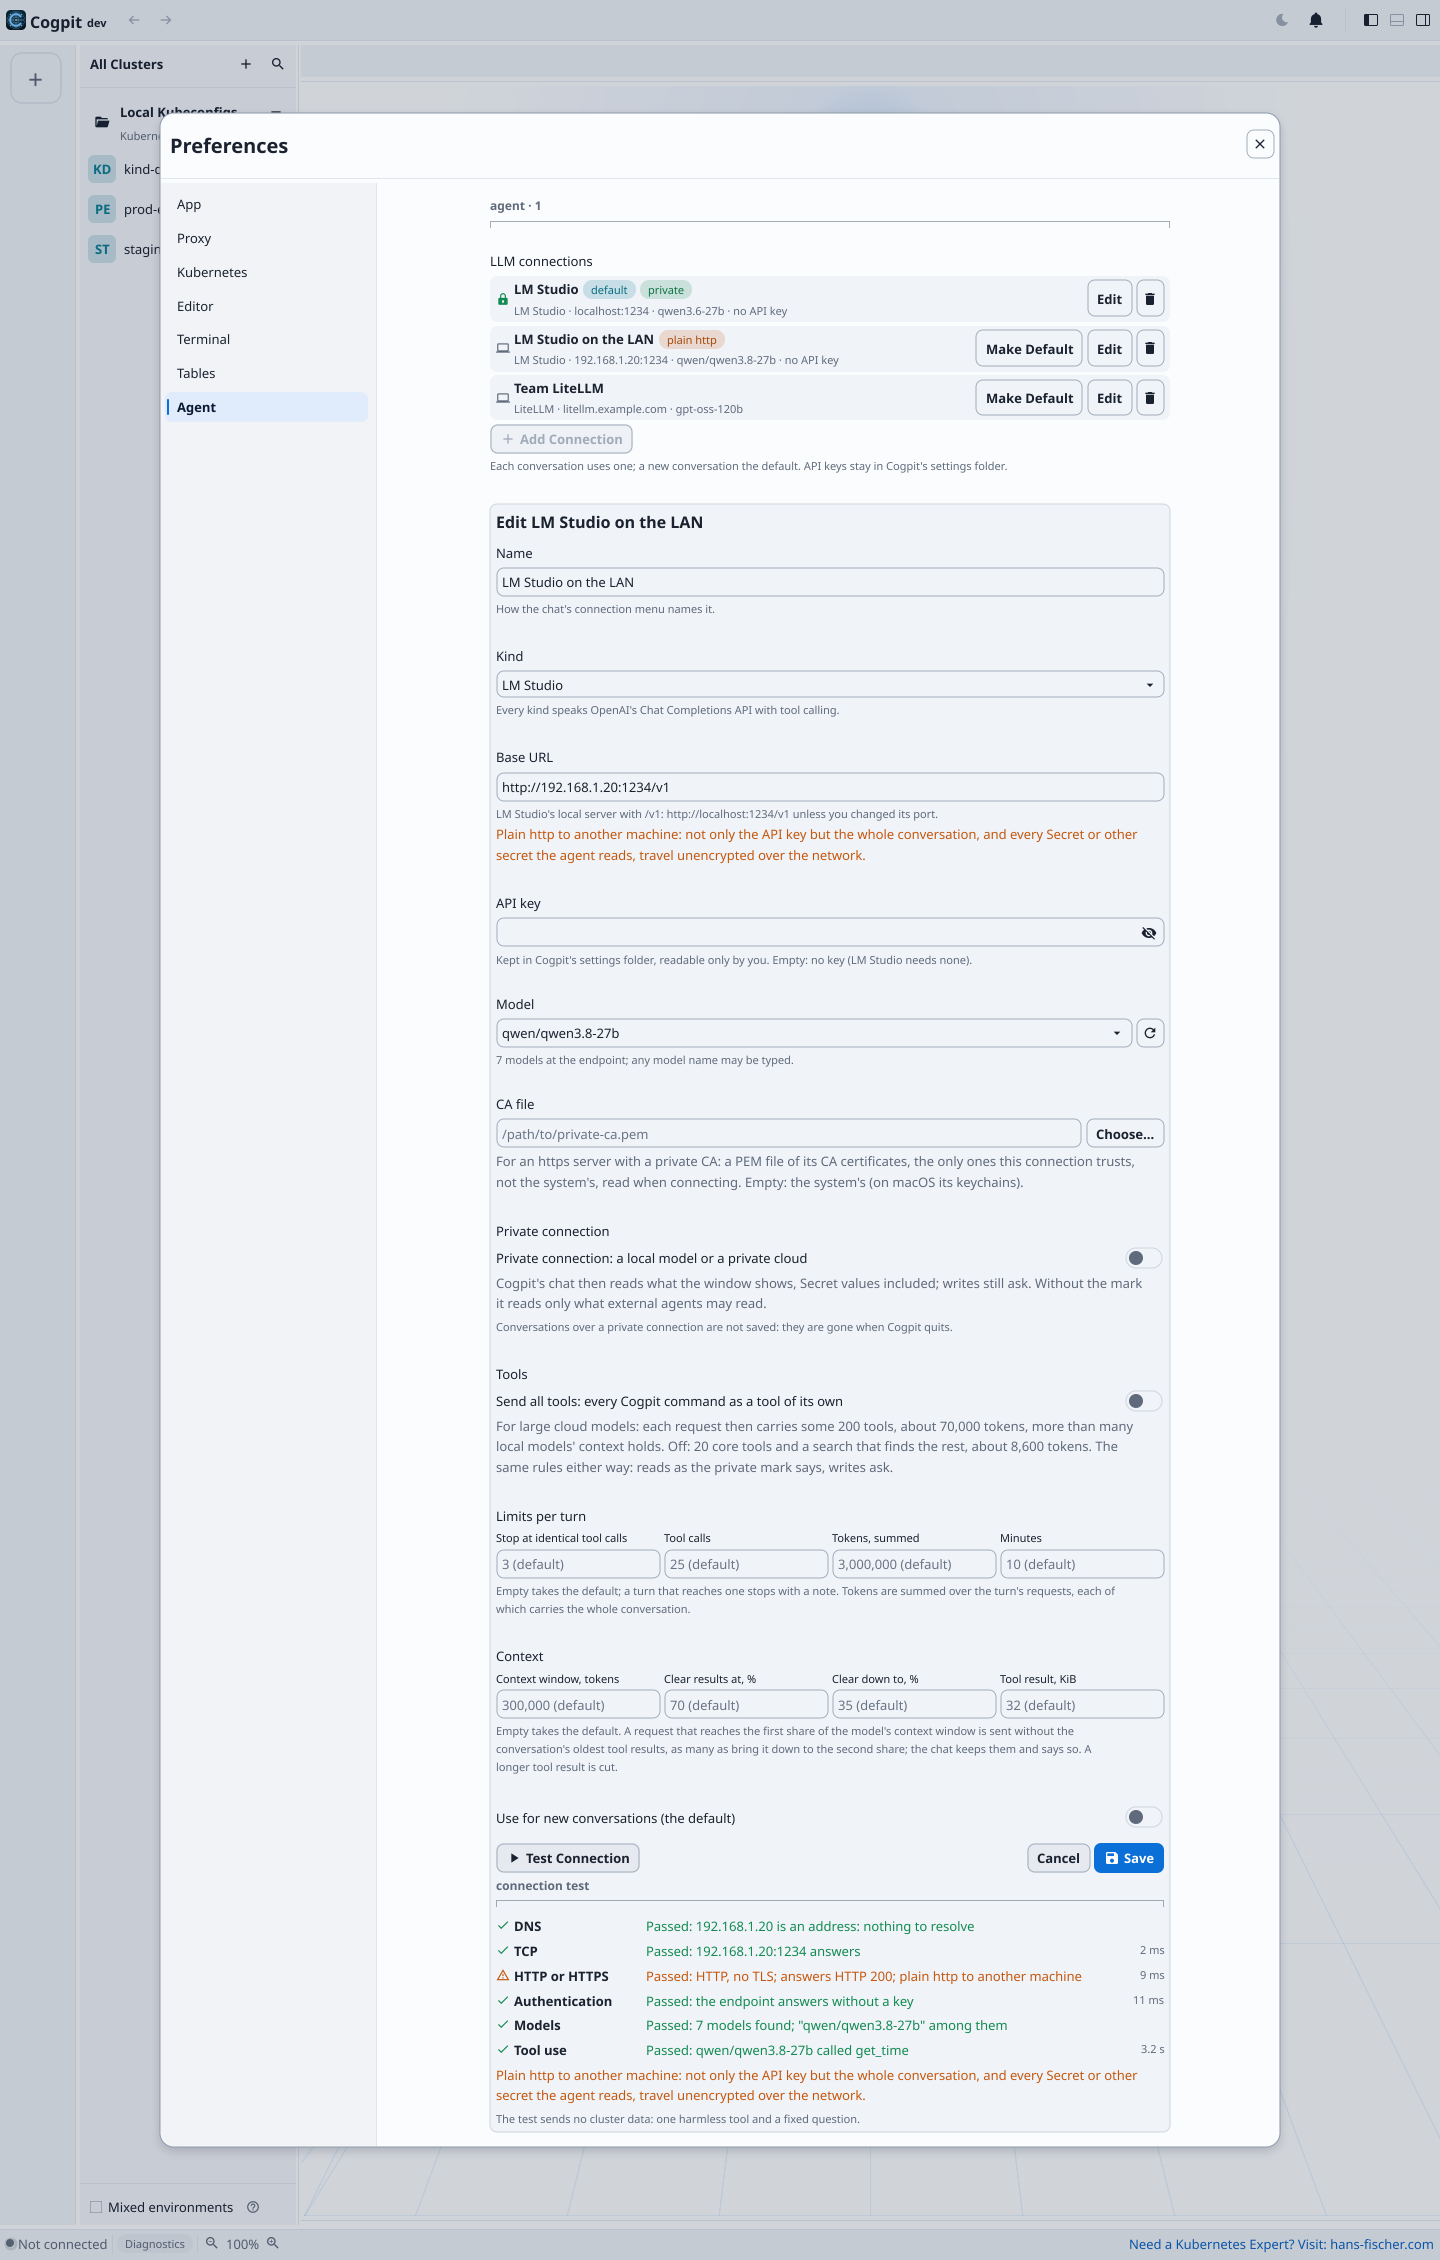 Cogpit dev
All Clusters
Local Kubeconfigs
KD kind-
PE prod-
ST stagin
Preferences
App
Proxy
Kubernetes
Editor
Terminal
Tables
Agent
agent · 1
LLM connections
LM Studio default private
LM Studio · localhost:1234 · qwen3.6-27b · no API key
Edit
LM Studio on the LAN plain http
LM Studio · 192.168.1.20:1234 · qwen/qwen3.8-27b · no API key
Make Default Edit
Team LiteLLM
LiteLLM · litellm.example.com · gpt-oss-120b
Make Default Edit
Add Connection
Each conversation uses one; a new conversation the default. API keys stay in Cogpit's settings folder.
Edit LM Studio on the LAN
Name
LM Studio on the LAN
How the chat's connection menu names it.
Kind
LM Studio
Every kind speaks OpenAI's Chat Completions API with tool calling.
Base URL
http://192.168.1.20:1234/v1
LM Studio's local server with /v1: http://localhost:1234/v1 unless you changed its port.
Plain http to another machine: not only the API key but the whole conversation, and every Secret or other
secret the agent reads, travel unencrypted over the network.
API key
Kept in Cogpit's settings folder, readable only by you. Empty: no key (LM Studio needs none).
Model
qwen/qwen3.8-27b
7 models at the endpoint; any model name may be typed.
CA file
/path/to/private-ca.pem
Choose...
For an https server with a private CA: a PEM file of its CA certificates, the only ones this connection trusts,
not the system's, read when connecting. Empty: the system's (on macOS its keychains).
Private connection
Private connection: a local model or a private cloud
Cogpit's chat then reads what the window shows, Secret values included; writes still ask. Without the mark
it reads only what external agents may read.
Conversations over a private connection are not saved: they are gone when Cogpit quits.
Tools
Send all tools: every Cogpit command as a tool of its own
For large cloud models: each request then carries some 200 tools, about 70,000 tokens, more than many
local models' context holds. Off: 20 core tools and a search that finds the rest, about 8,600 tokens. The
same rules either way: reads as the private mark says, writes ask.
Limits per turn
Stop at identical tool calls Tool calls Tokens, summed Minutes
3 (default) 25 (default) 3,000,000 (default) 10 (default)
Empty takes the default; a turn that reaches one stops with a note. Tokens are summed over the turn's requests, each of
which carries the whole conversation.
Context
Context window, tokens Clear results at, % Clear down to, % Tool result, KiB
300,000 (default) 70 (default) 35 (default) 32 (default)
Empty takes the default. A request that reaches the first share of the model's context window is sent without the
conversation's oldest tool results, as many as bring it down to the second share; the chat keeps them and says so. A
longer tool result is cut.
Use for new conversations (the default)
Test Connection Cancel Save
connection test
DNS Passed: 192.168.1.20 is an address: nothing to resolve
TCP Passed: 192.168.1.20:1234 answers 2 ms
HTTP or HTTPS Passed: HTTP, no TLS; answers HTTP 200; plain http to another machine 9 ms
Authentication Passed: the endpoint answers without a key 11 ms
Models Passed: 7 models found; "qwen/qwen3.8-27b" among them
Tool use Passed: qwen/qwen3.8-27b called get_time 3.2 s
Plain http to another machine: not only the API key but the whole conversation, and every Secret or other
secret the agent reads, travel unencrypted over the network.
The test sends no cluster data: one harmless tool and a fixed question.
Mixed environments
Not connected Diagnostics 100% Need a Kubernetes Expert? Visit: hans-fischer.com